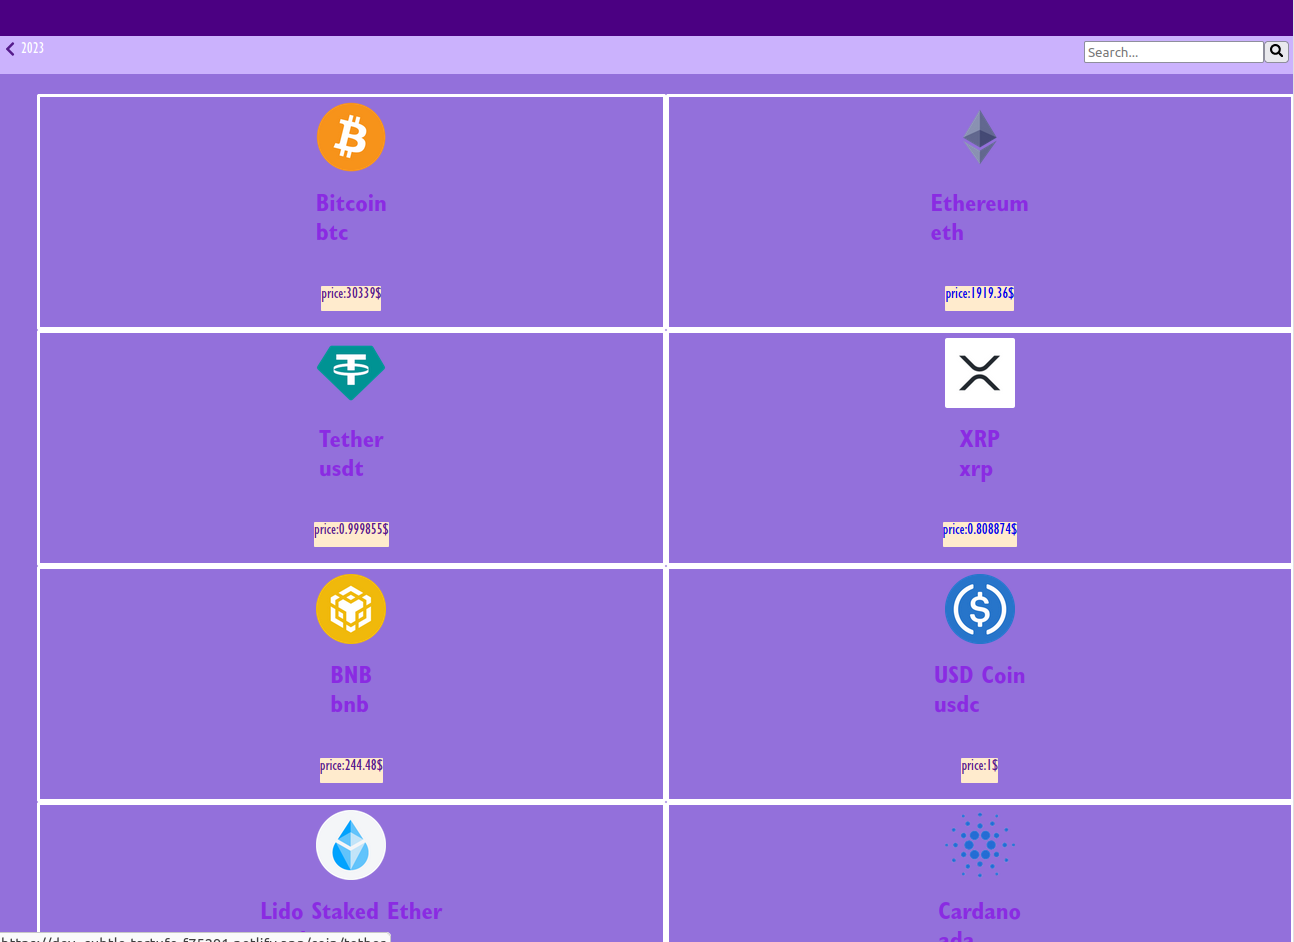 2023
Search...
Bitcoin
btc
price:30339$
Ethereum
eth
price:1919.36$
Tether
usdt
price:0.999855$
XRP
xrp
price:0.808874$
BNB
bnb
price:244.48$
USD Coin
usdc
price:1$
Lido Staked Ether
Cardano
ada